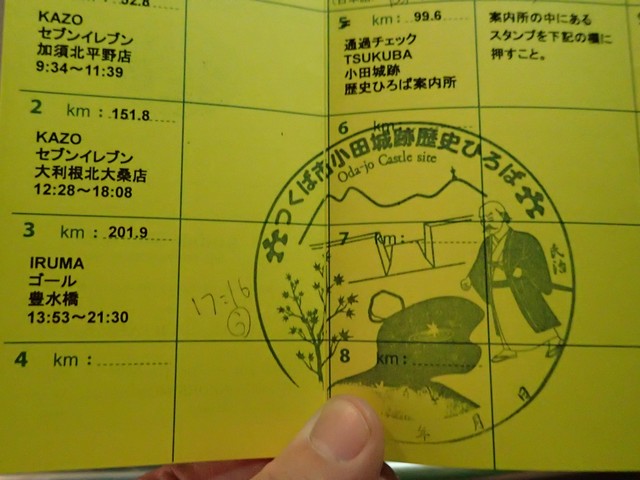 KAZO
セブンイレブン
加須北平野店
9:34～11:39
2 km : 151.8
KAZO
セブンイレブン
大利根北大桑店
12:28～18:08
3 km : 201.9
IRUMA
ゴール
豊水橋
13:53～21:30
17:16
4 km :
5 km : 99.6
通過チェック
TSUKUBA
小田城跡
歴史ひろば案内所
6 km:
7 km:
8 km:
案内所の中にある
スタンプを下記の欄に
押すこと。
つくば市小田城跡歴史ひろば
Oda-jo Castle site
年 月 日